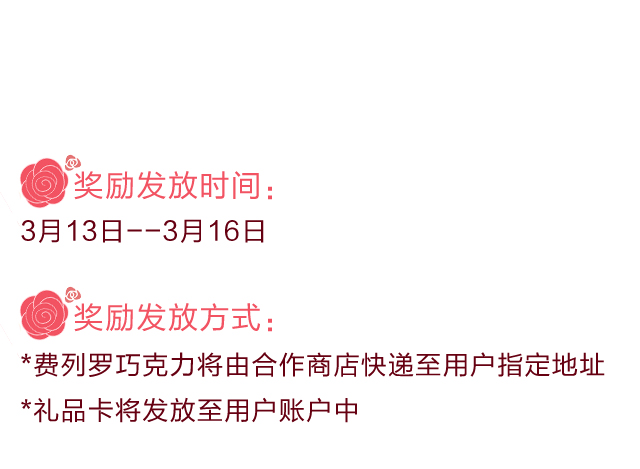 奖励发放时间：
3月13日--3月16日
奖励发放方式：
*费列罗巧克力将由合作商店快递至用户指定地址
*礼品卡将发放至用户账户中